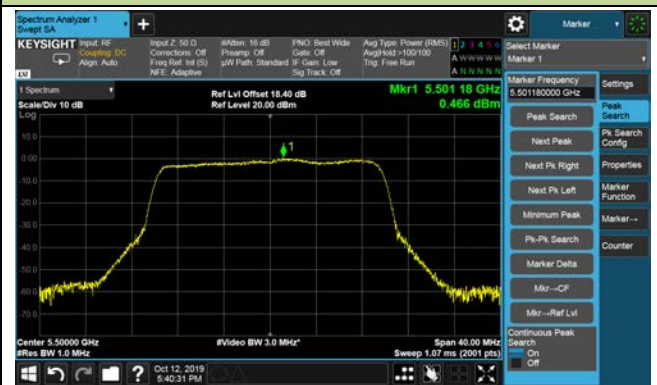 Spectrum Analyzer 1
Swept SA
Marker
KEYSIGHT
Input: RF
Coupling: DC
Align: Auto
Input Z: 50 Ω
Corrections: Off
Freq Ref: Int (S)
NFE: Adaptive
#Atten: 16 dB
Preamp: Off
µW Path: Standard
PNO: Best Wide
Gate: Off
IF Gain: Low
Sig Track: Off
Avg Type: Power (RMS)
Avg|Hold:>100/100
Trig: Free Run
1 2 3 4 5 6
A W W W W W
A N N N N N
LXI
Select Marker
Marker 1
1 Spectrum
Scale/Div 10 dB
Log
Ref Lvl Offset 18.40 dB
Ref Level 20.00 dBm
Mkr1 5.501 18 GHz
0.466 dBm
Marker Frequency
5.501180000 GHz
Peak Search
Next Peak
Next Pk Right
Next Pk Left
Minimum Peak
Pk-Pk Search
Marker Delta
Mkr→CF
Mkr→Ref Lvl
Continuous Peak
Search
On
Off
Settings
Peak
Search
Pk Search
Config
Properties
Marker
Function
Marker→
Counter
10.0
0.00
-10.0
-20.0
-30.0
-40.0
-50.0
-60.0
-70.0
1
Center 5.50000 GHz
#Res BW 1.0 MHz
#Video BW 3.0 MHz*
Span 40.00 MHz
Sweep 1.07 ms (2001 pts)
Oct 12, 2019
5:40:31 PM